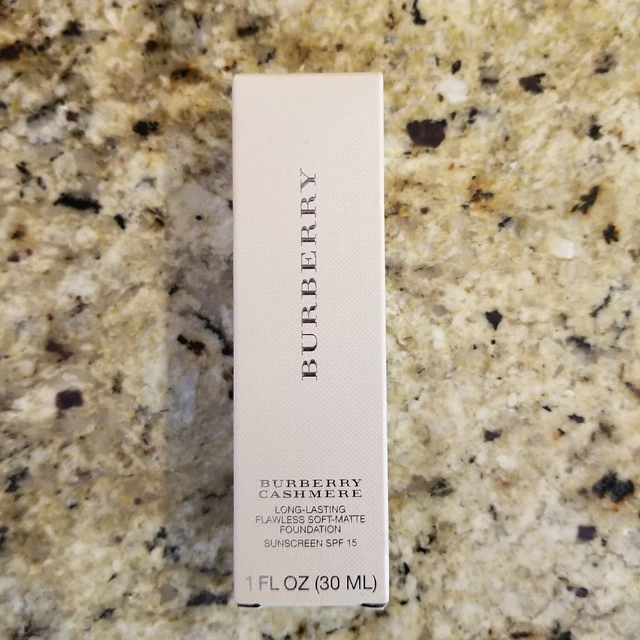 BURBERRY
BURBERRY
CASHMERE
LONG-LASTING
FLAWLESS SOFT-MATTE
FOUNDATION
SUNSCREEN SPF 15
1 FL OZ (30 ML)